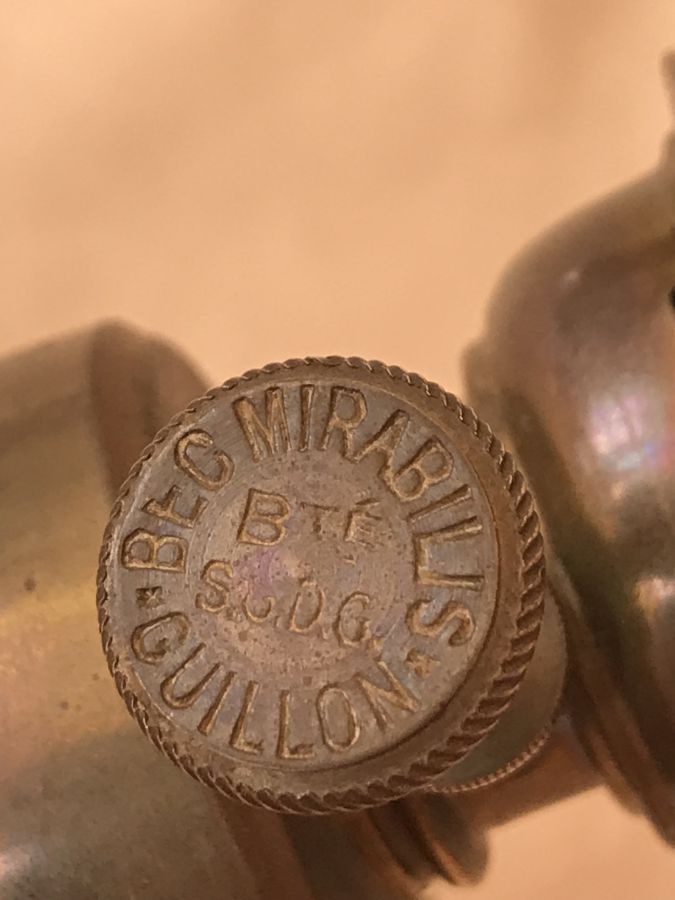 BEC MIRABILIS
BTÉ
S.G.D.G.
* GUILLON *